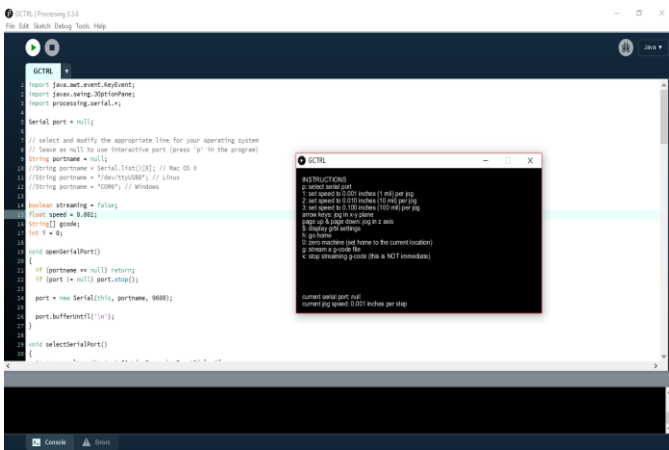 GCTRL | Processing 3.3.6
File Edit Sketch Debug Tools Help
Java ▼
GCTRL ▼
1 import java.awt.event.KeyEvent;
2 import javax.swing.JOptionPane;
3 import processing.serial.*;
4
5 Serial port = null;
6
7 // select and modify the appropriate line for your operating system
8 // leave as null to use interactive port (press 'p' in the program)
9 String portname = null;
10 //String portname = Serial.list()[0]; // Mac OS X
11 //String portname = "/dev/ttyUSB0"; // Linux
12 //String portname = "COM6"; // Windows
13
14 boolean streaming = false;
15 float speed = 0.001;
16 String[] gcode;
17 int i = 0;
18
19 void openSerialPort()
20 {
21 if (portname == null) return;
22 if (port != null) port.stop();
23
24 port = new Serial(this, portname, 9600);
25
26 port.bufferUntil('\n');
27 }
28
29 void selectSerialPort()
30 {
GCTRL
INSTRUCTIONS
p: select serial port
1: set speed to 0.001 inches (1 mil) per jog
2: set speed to 0.010 inches (10 mil) per jog
3: set speed to 0.100 inches (100 mil) per jog
arrow keys: jog in x-y plane
page up & page down: jog in z axis
$: display grbl settings
h: go home
0: zero machine (set home to the current location)
g: stream a g-code file
x: stop streaming g-code (this is NOT immediate)
current serial port: null
current jog speed: 0.001 inches per step
Console
Errors